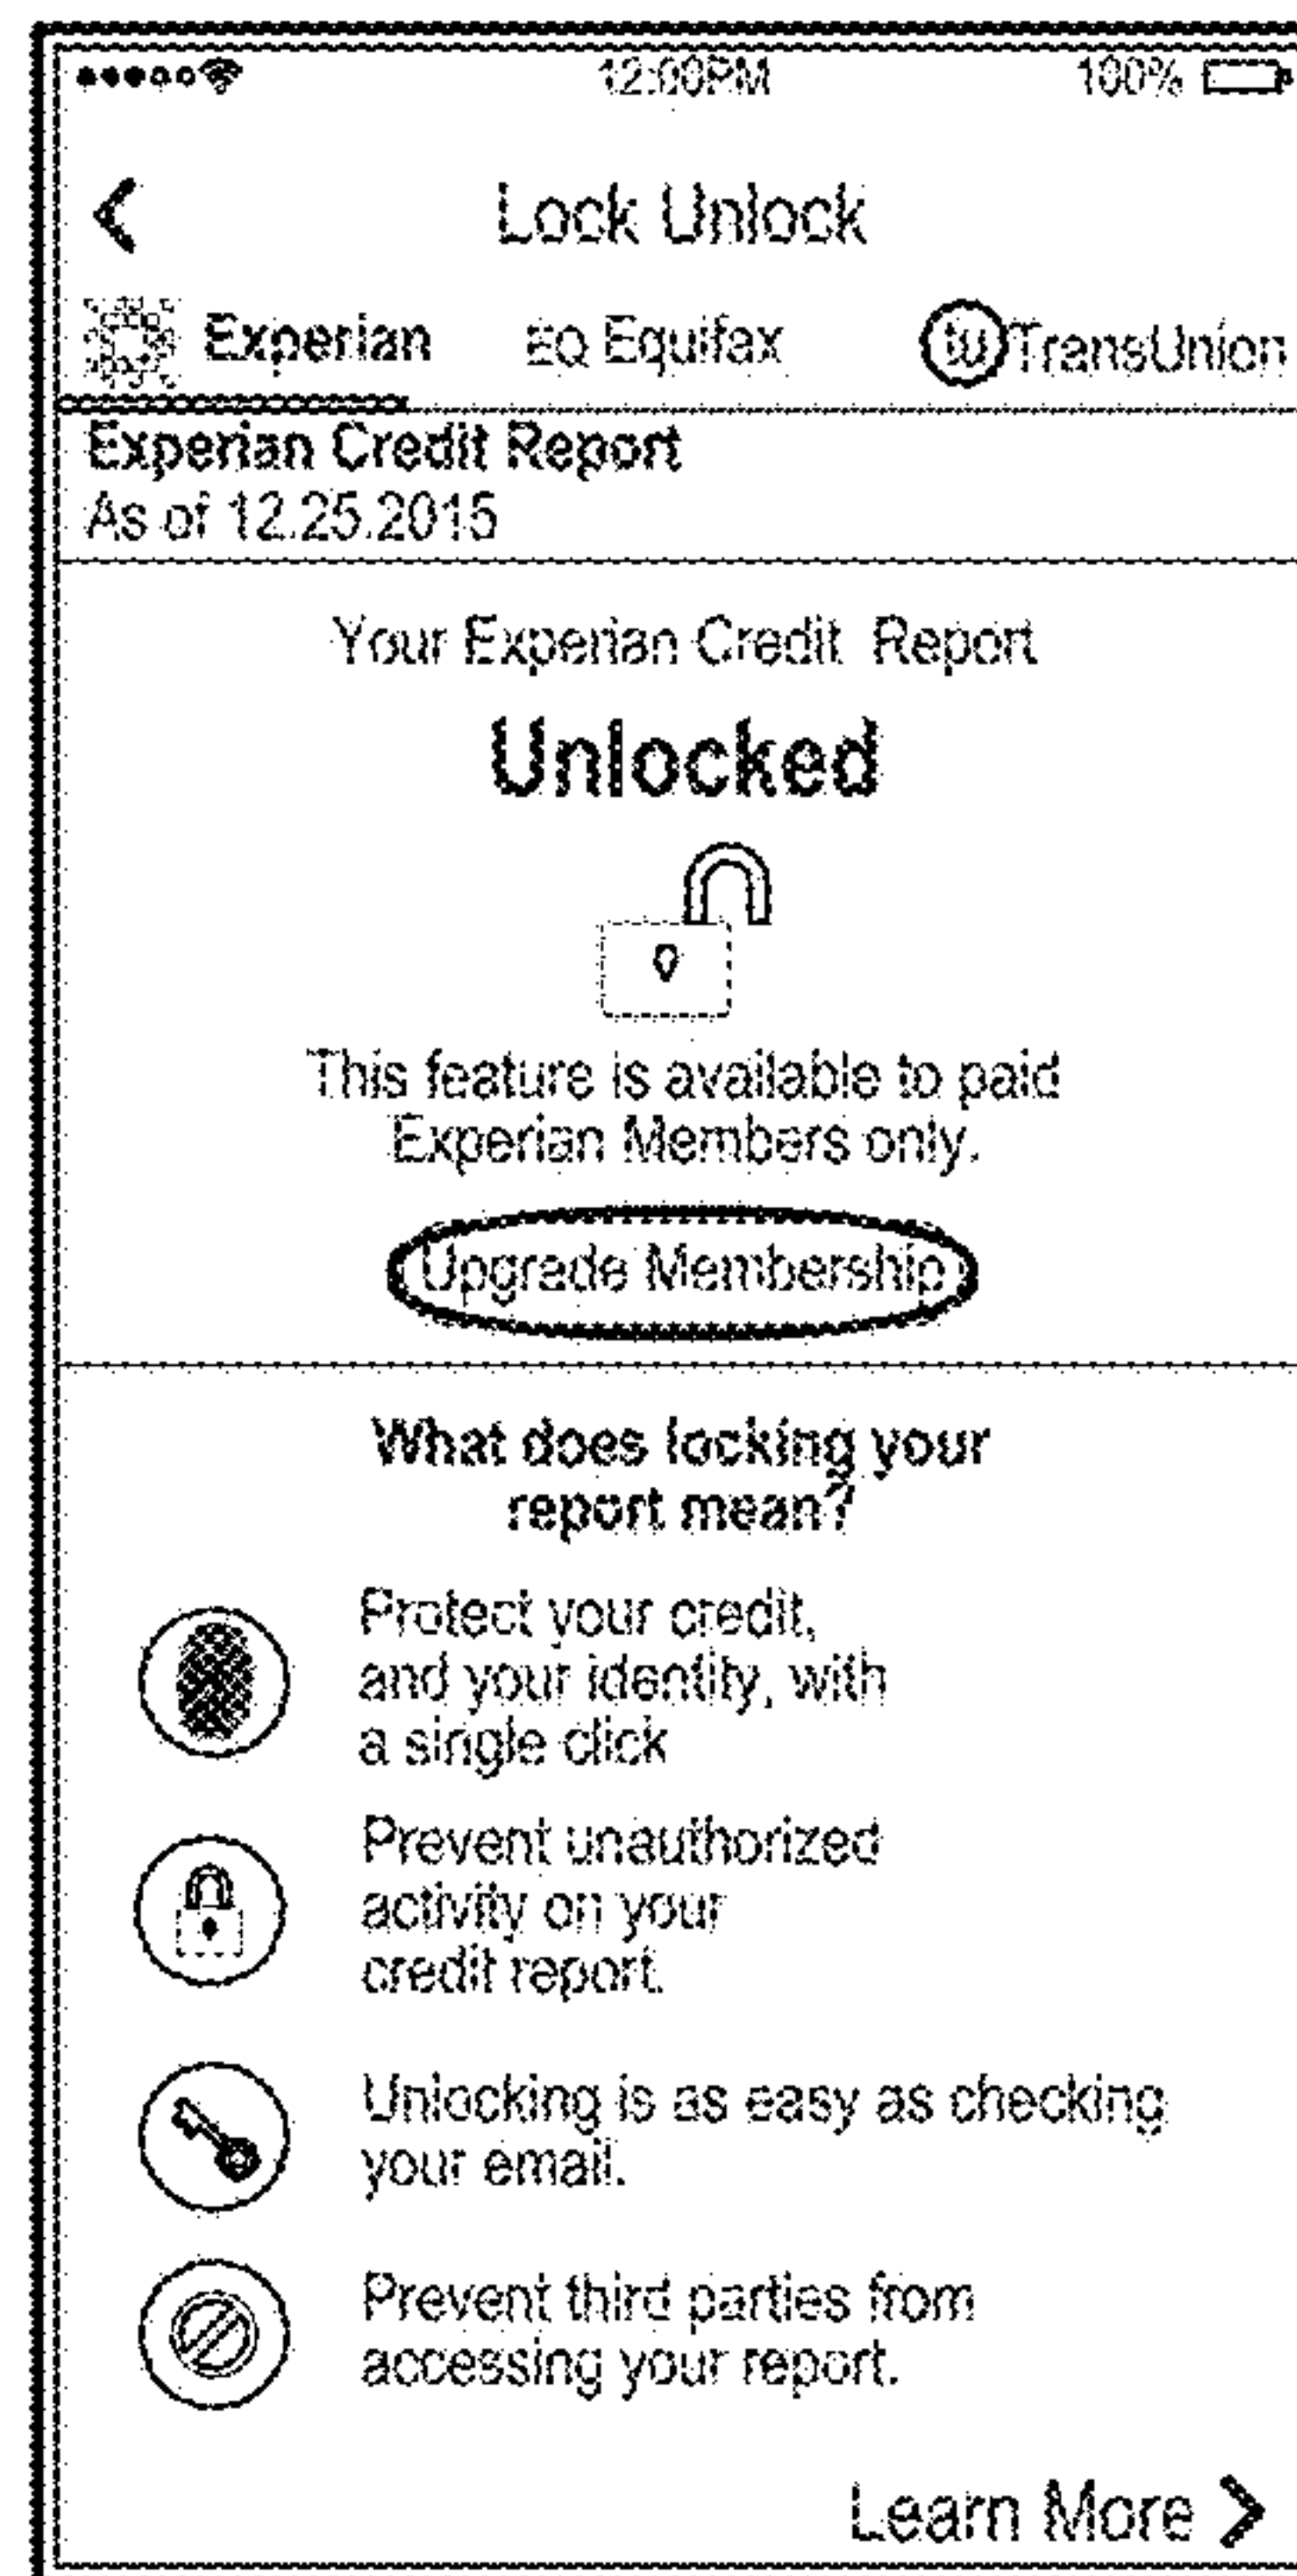 12:00PM 100%
Lock Unlock
Experian EQ Equifax tu TransUnion
Experian Credit Report
As of 12.25.2015
Your Experian Credit Report
Unlocked
This feature is available to paid
Experian Members only.
Upgrade Membership
What does locking your
report mean?
Protect your credit,
and your identity, with
a single click
Prevent unauthorized
activity on your
credit report.
Unlocking is as easy as checking
your email.
Prevent third parties from
accessing your report.
Learn More